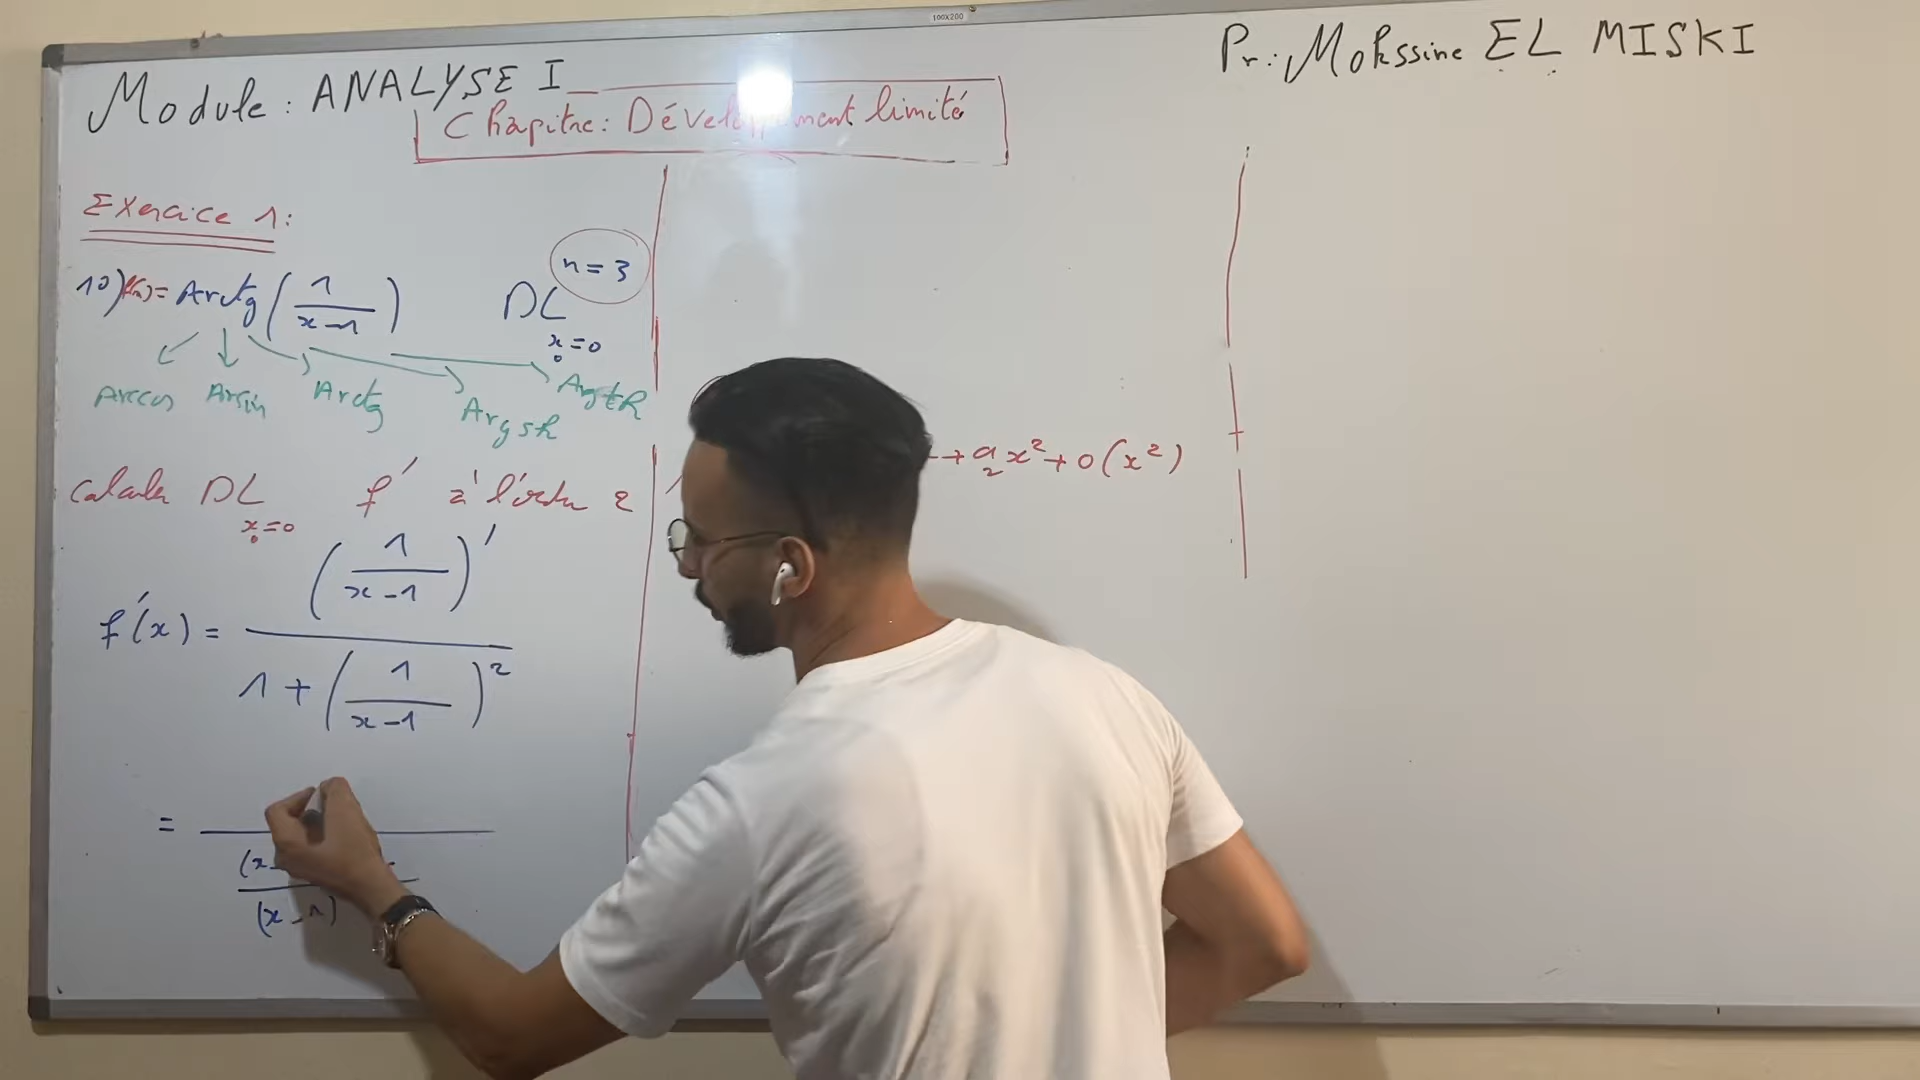 100x200
Module: ANALYSE I
Pr: Mohssine EL MISKI
Chapitre: Développement limité
Exercice 1:
10) f(x) = Arctg ( 1 / x-1 ) DL n=3
x₀=0
Arccos Arcsin Arctg Argsh Argth
Calculer DL f' à l'ordre 2
x₀=0
f'(x) = ( 1 / x-1 )' / 1 + ( 1 / x-1 )²
+ a₂x² + o(x²)
=
(x-
(x-1)